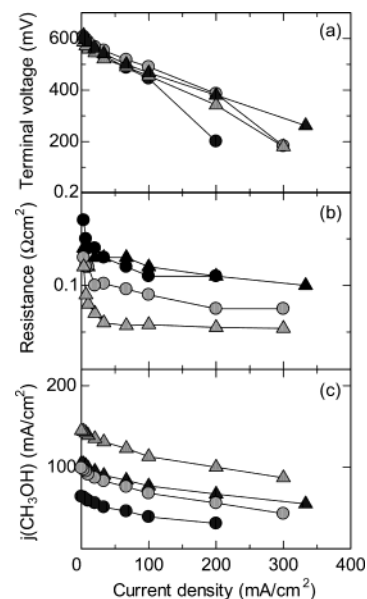 (a)
600
400
200
Terminal voltage (mV)
(b)
0.2
0.1
Resistance (Ωcm²)
(c)
200
100
0
j(CH₃OH) (mA/cm²)
0 100 200 300 400
Current density (mA/cm²)